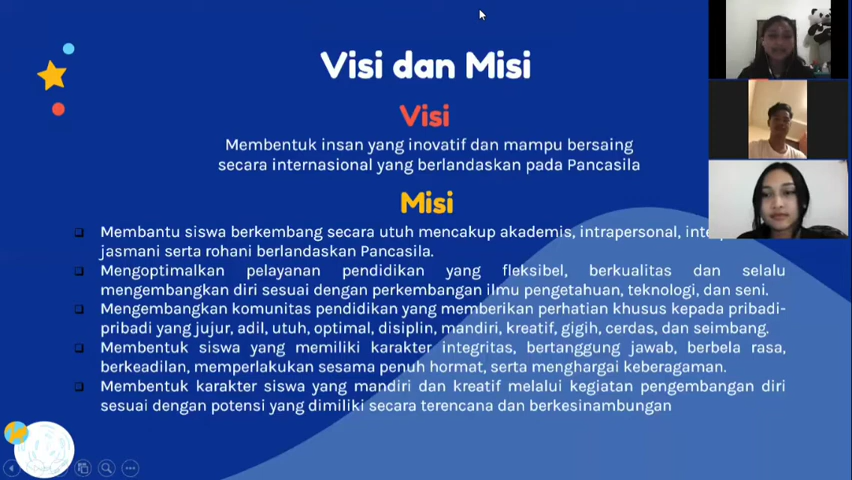 Visi dan Misi
Visi
Membentuk insan yang inovatif dan mampu bersaing
secara internasional yang berlandaskan pada Pancasila
Misi
Membantu siswa berkembang secara utuh mencakup akademis, intrapersonal,
jasmani serta rohani berlandaskan Pancasila.
Mengoptimalkan pelayanan pendidikan yang fleksibel, berkualitas dan selalu
mengembangkan diri sesuai dengan perkembangan ilmu pengetahuan, teknologi, dan seni.
Mengembangkan komunitas pendidikan yang memberikan perhatian khusus kepada pribadi-
pribadi yang jujur, adil, utuh, optimal, disiplin, mandiri, kreatif, gigih, cerdas, dan seimbang.
Membentuk siswa yang memiliki karakter integritas, bertanggung jawab, berbela rasa,
berkeadilan, memperlakukan sesama penuh hormat, serta menghargai keberagaman.
Membentuk karakter siswa yang mandiri dan kreatif melalui kegiatan pengembangan diri
sesuai dengan potensi yang dimiliki secara terencana dan berkesinambungan